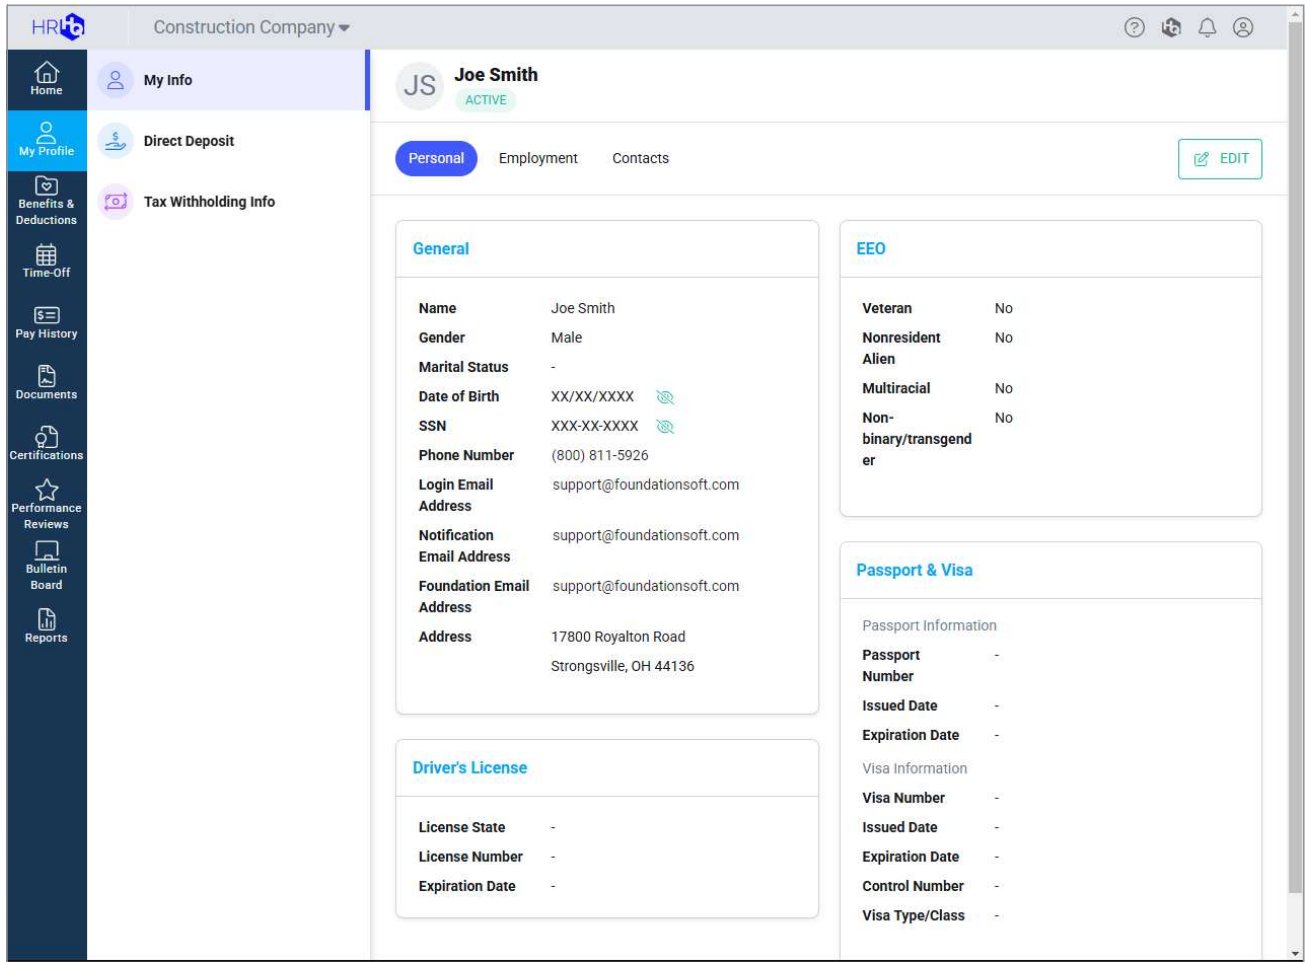 HRHQ
Construction Company
Home
My Profile
Benefits &
Deductions
Time-Off
Pay History
Documents
Certifications
Performance
Reviews
Bulletin
Board
Reports
My Info
Direct Deposit
Tax Withholding Info
JS
Joe Smith
ACTIVE
Personal
Employment
Contacts
EDIT
General
Name Joe Smith
Gender Male
Marital Status -
Date of Birth XX/XX/XXXX
SSN XXX-XX-XXXX
Phone Number (800) 811-5926
Login Email support@foundationsoft.com
Address
Notification support@foundationsoft.com
Email Address
Foundation Email support@foundationsoft.com
Address
Address 17800 Royalton Road
Strongsville, OH 44136
Driver's License
License State -
License Number -
Expiration Date -
EEO
Veteran No
Nonresident No
Alien
Multiracial No
Non- No
binary/transgend
er
Passport & Visa
Passport Information
Passport -
Number
Issued Date -
Expiration Date -
Visa Information
Visa Number -
Issued Date -
Expiration Date -
Control Number -
Visa Type/Class -